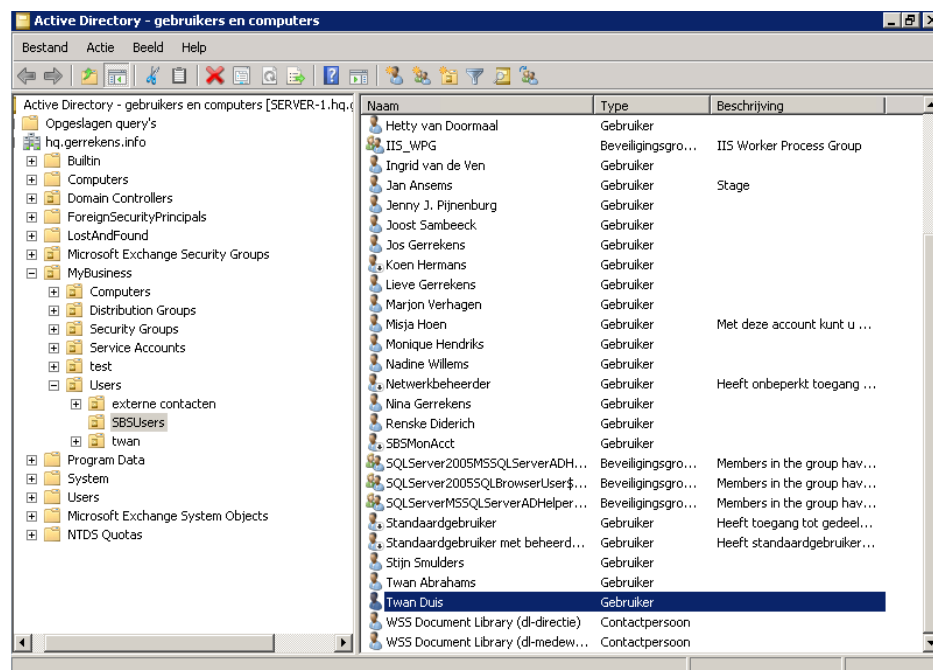 Active Directory - gebruikers en computers
Bestand Actie Beeld Help
Active Directory - gebruikers en computers [SERVER-1.hq.g
Opgeslagen query's
hq.gerrekens.info
Builtin
Computers
Domain Controllers
ForeignSecurityPrincipals
LostAndFound
Microsoft Exchange Security Groups
MyBusiness
Computers
Distribution Groups
Security Groups
Service Accounts
test
Users
externe contacten
SBSUsers
twan
Program Data
System
Users
Microsoft Exchange System Objects
NTDS Quotas
Naam Type Beschrijving
Hetty van Doormaal Gebruiker
IIS_WPG Beveiligingsgro... IIS Worker Process Group
Ingrid van de Ven Gebruiker
Jan Ansems Gebruiker Stage
Jenny J. Pijnenburg Gebruiker
Joost Sambeeck Gebruiker
Jos Gerrekens Gebruiker
Koen Hermans Gebruiker
Lieve Gerrekens Gebruiker
Marjon Verhagen Gebruiker
Misja Hoen Gebruiker Met deze account kunt u ...
Monique Hendriks Gebruiker
Nadine Willems Gebruiker
Netwerkbeheerder Gebruiker Heeft onbeperkt toegang ...
Nina Gerrekens Gebruiker
Renske Diderich Gebruiker
SBSMonAcct Gebruiker
SQLServer2005MSSQLServerADH... Beveiligingsgro... Members in the group hav...
SQLServer2005SQLBrowserUser$... Beveiligingsgro... Members in the group hav...
SQLServerMSSQLServerADHelper... Beveiligingsgro... Members in the group hav...
Standaardgebruiker Gebruiker Heeft toegang tot gedeel...
Standaardgebruiker met beheerd... Gebruiker Heeft standaardgebruiker...
Stijn Smulders Gebruiker
Twan Abrahams Gebruiker
Twan Duis Gebruiker
WSS Document Library (dl-directie) Contactpersoon
WSS Document Library (dl-medew... Contactpersoon